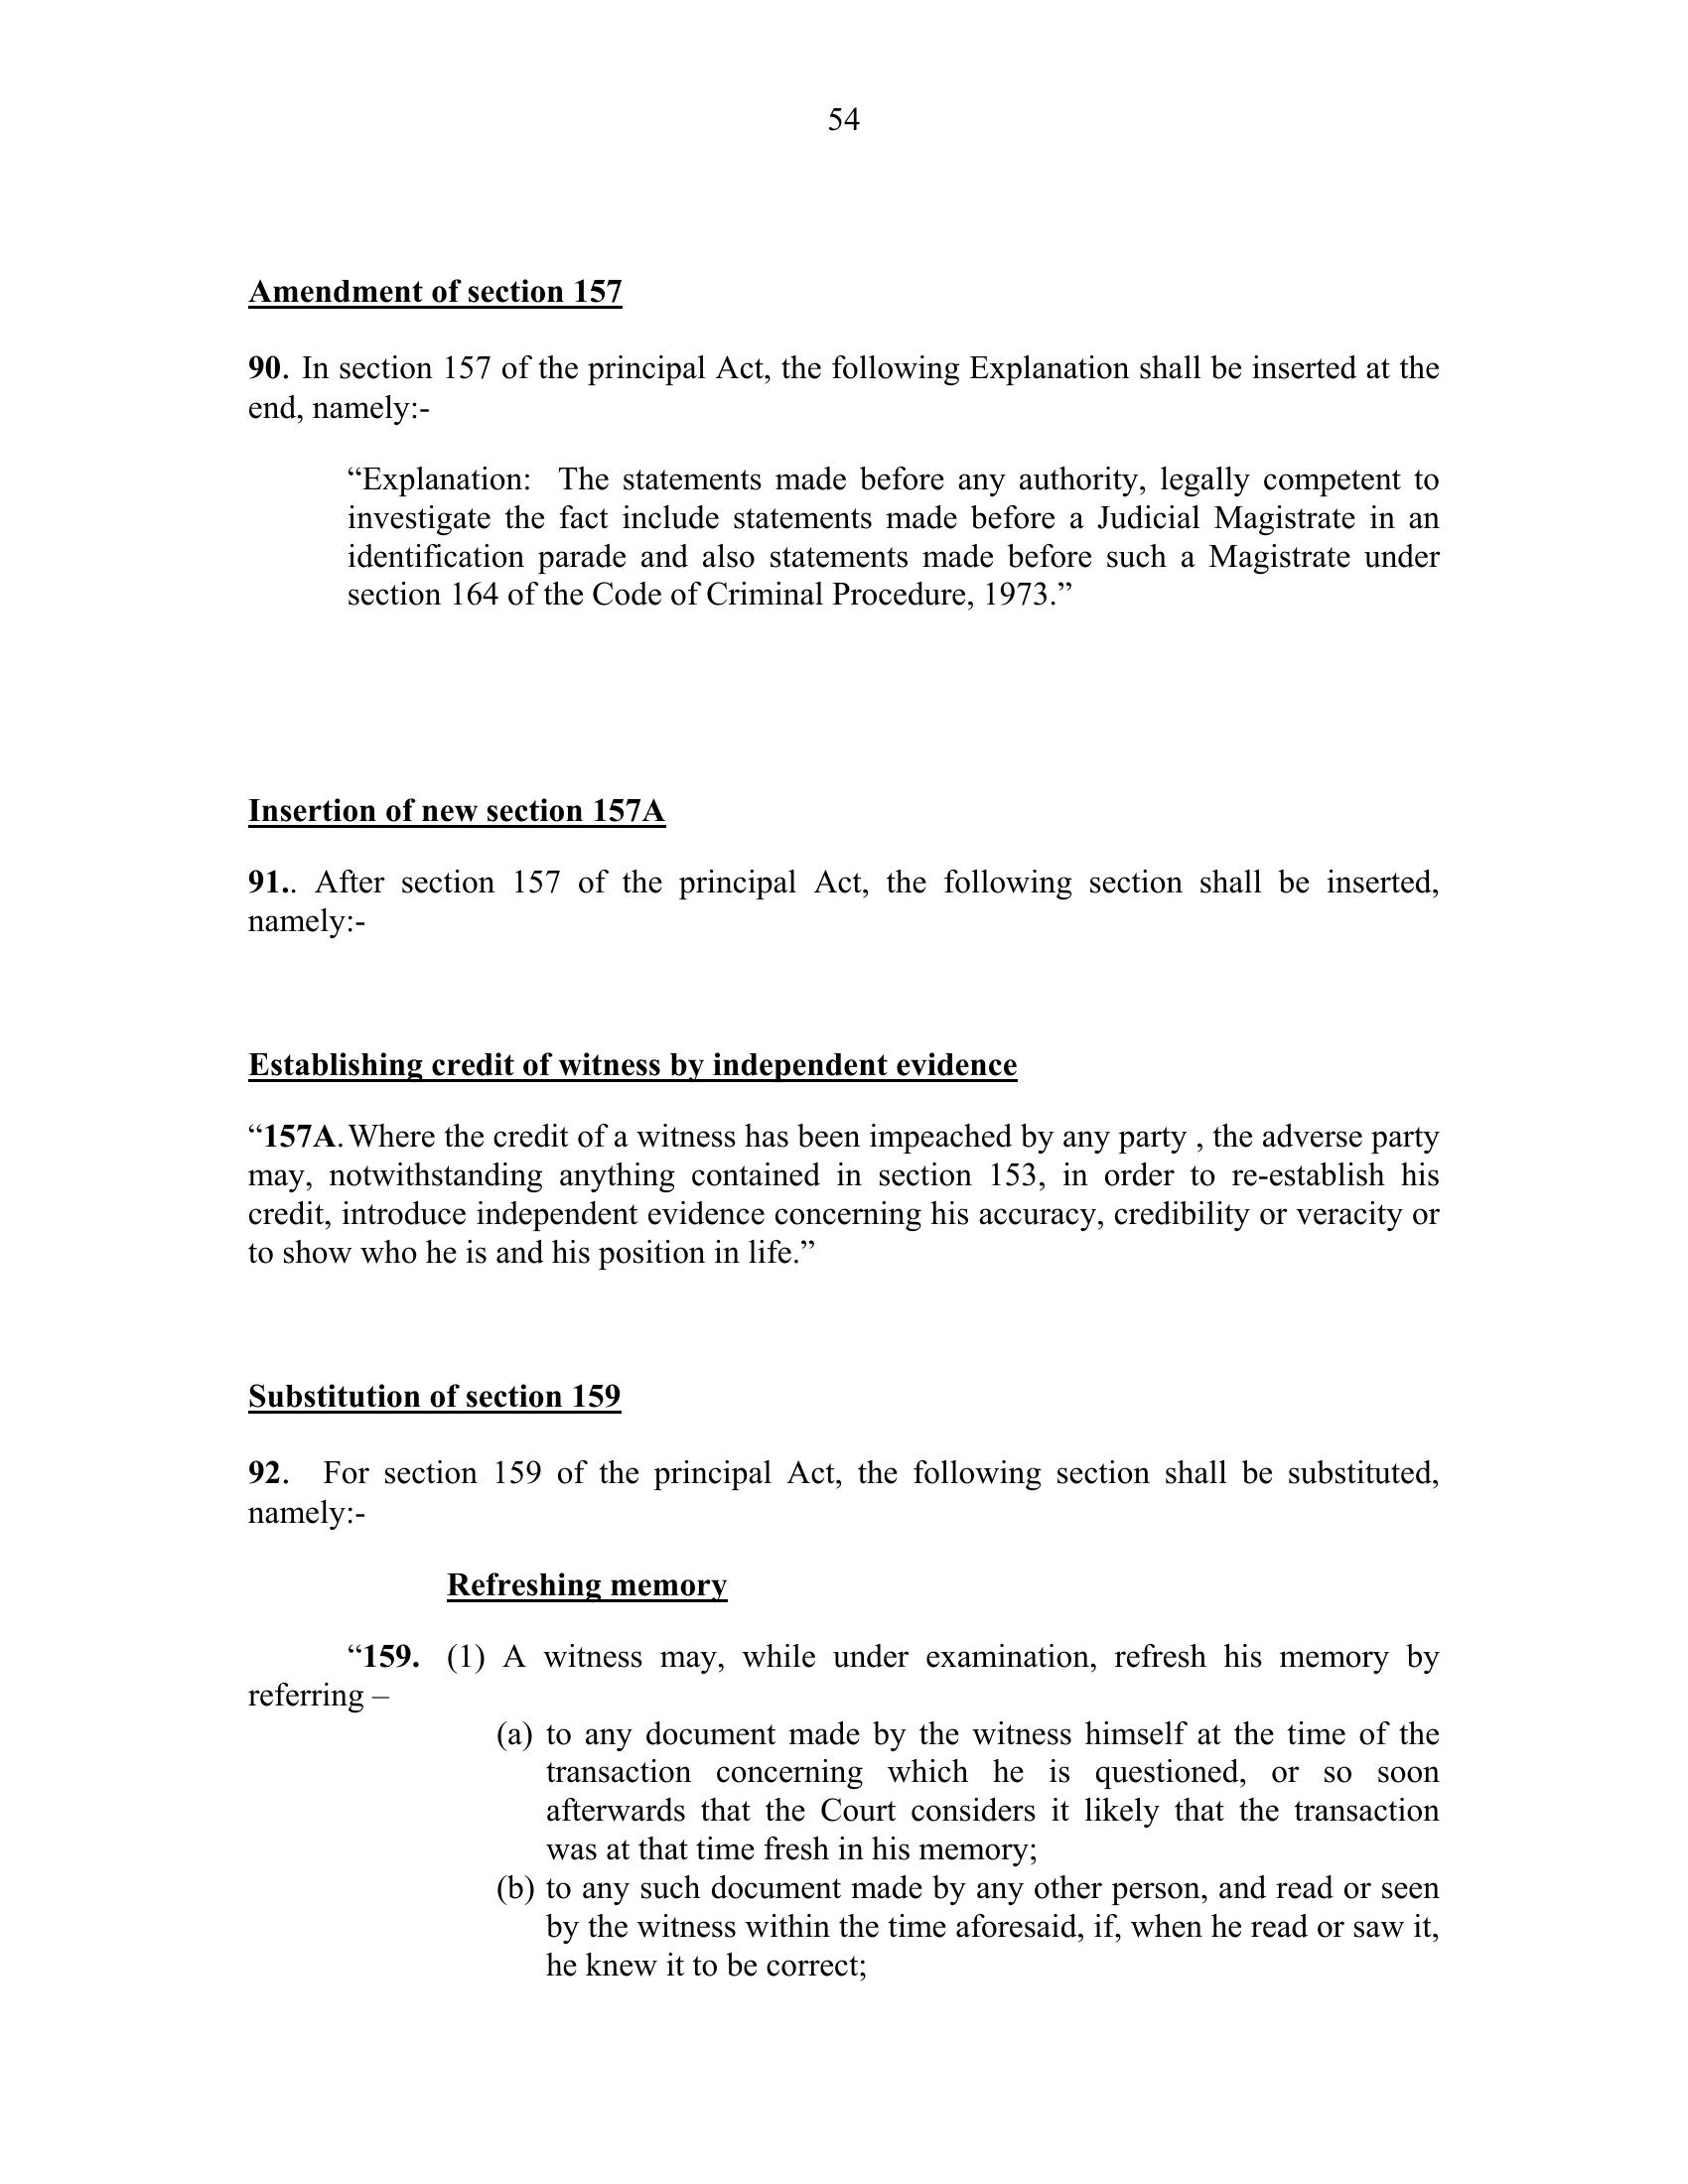 54
Amendment of section 157
90. In section 157 of the principal Act, the following Explanation shall be inserted at the
end, namely:-
“Explanation: The statements made before any authority, legally competent to
investigate the fact include statements made before a Judicial Magistrate in an
identification parade and also statements made before such a Magistrate under
section 164 of the Code of Criminal Procedure, 1973.”
Insertion of new section 157A
91.. After section 157 of the principal Act, the following section shall be inserted,
namely:-
Establishing credit of witness by independent evidence
“157A. Where the credit of a witness has been impeached by any party , the adverse party
may, notwithstanding anything contained in section 153, in order to re-establish his
credit, introduce independent evidence concerning his accuracy, credibility or veracity or
to show who he is and his position in life.”
Substitution of section 159
92. For section 159 of the principal Act, the following section shall be substituted,
namely:-
Refreshing memory
“159. (1) A witness may, while under examination, refresh his memory by
referring –
(a) to any document made by the witness himself at the time of the
transaction concerning which he is questioned, or so soon
afterwards that the Court considers it likely that the transaction
was at that time fresh in his memory;
(b) to any such document made by any other person, and read or seen
by the witness within the time aforesaid, if, when he read or saw it,
he knew it to be correct;